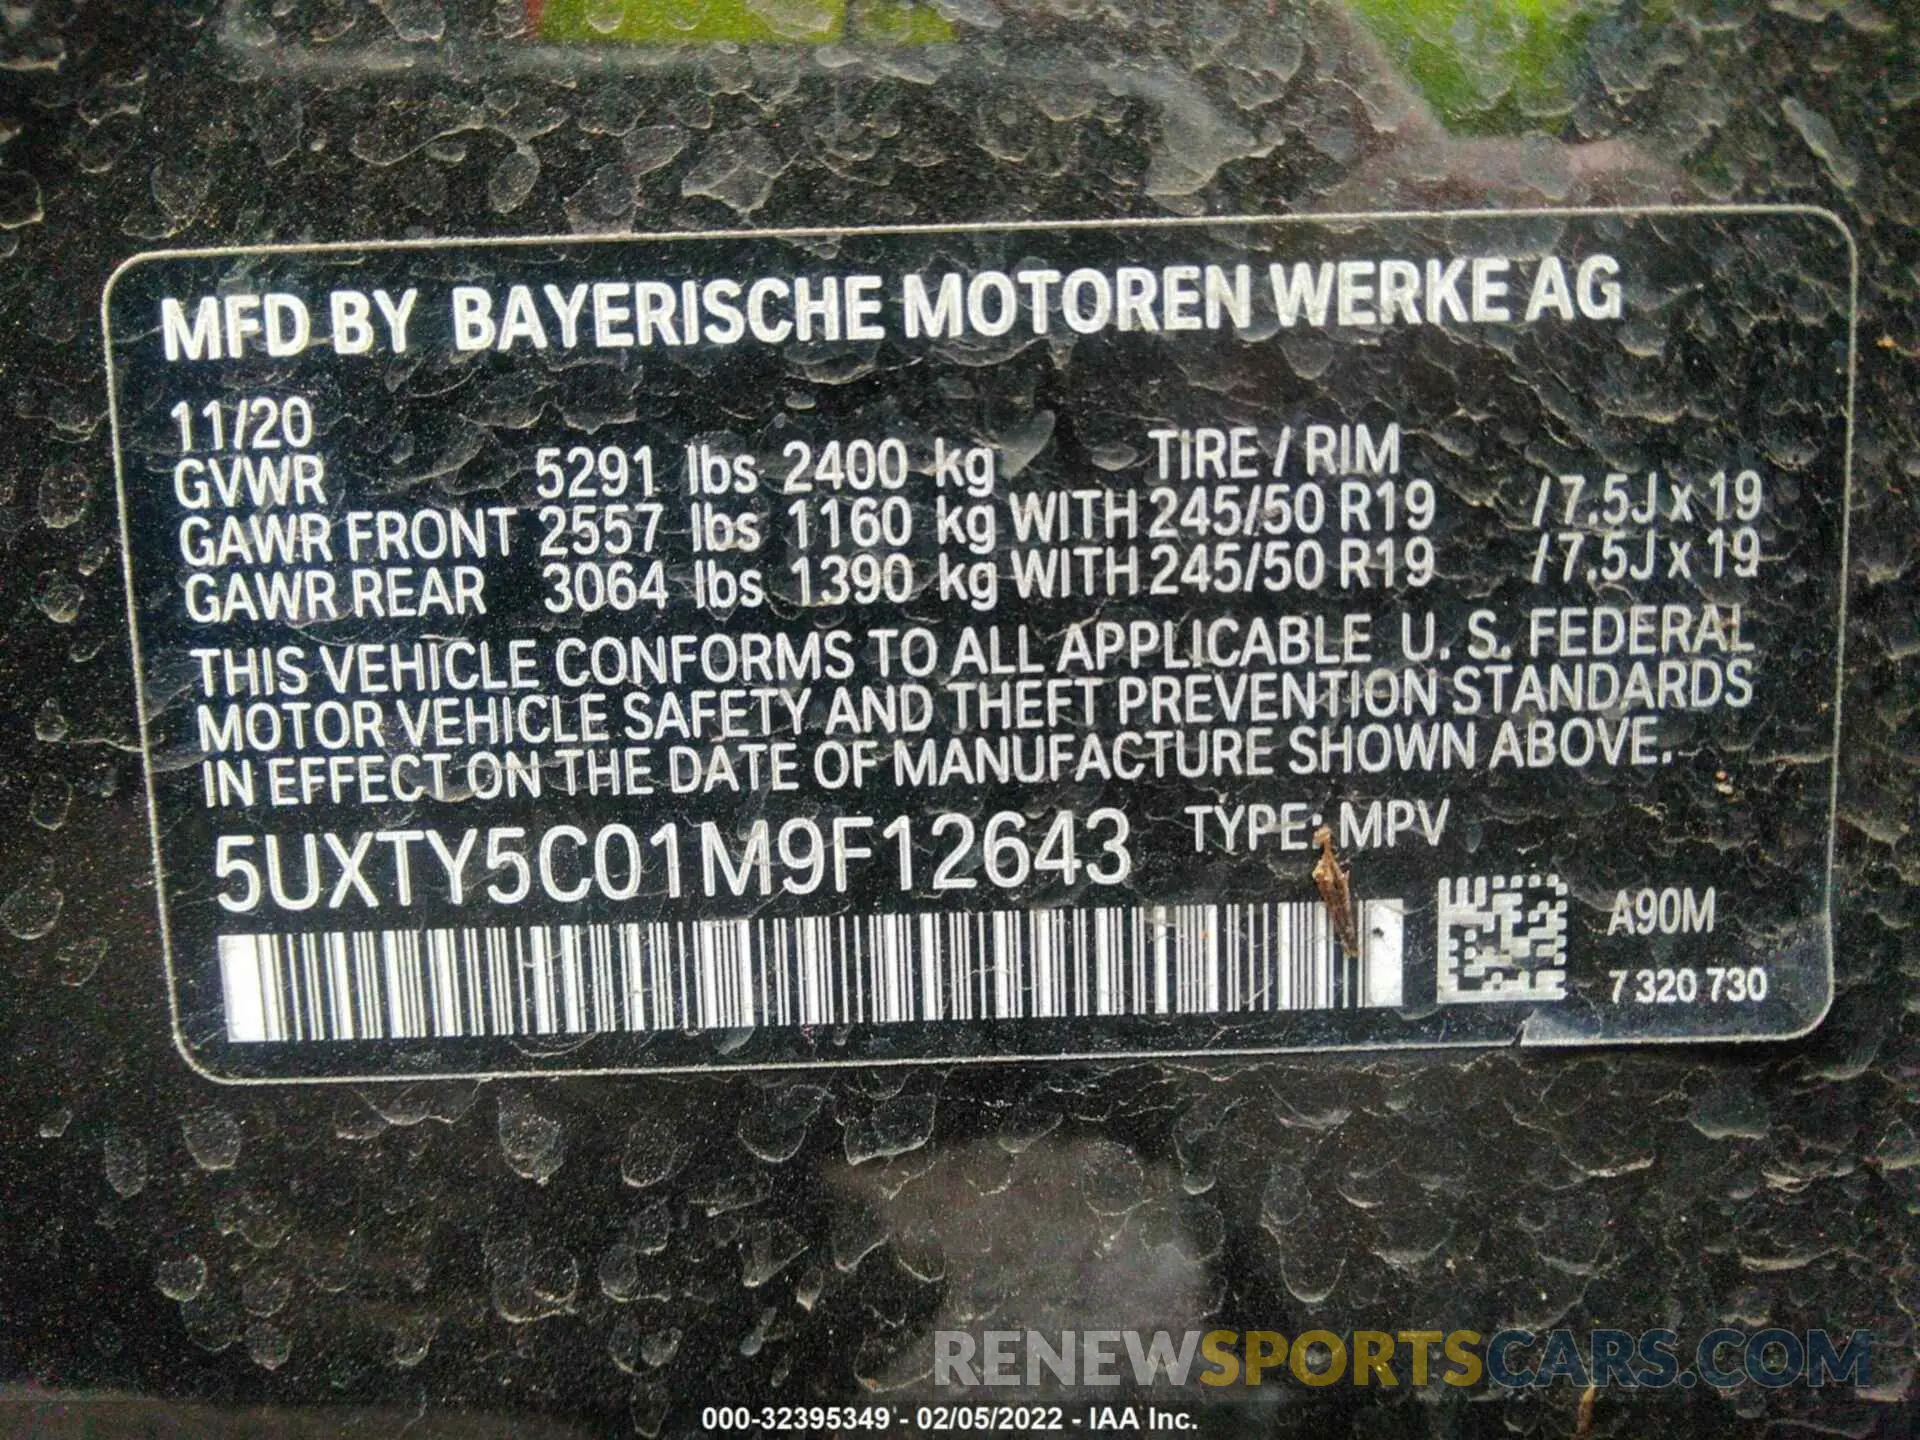 MFD BY BAYERISCHE MOTOREN WERKE AG
11/20
GVWR 5291 lbs 2400 kg TIRE / RIM
GAWR FRONT 2557 lbs 1160 kg WITH 245/50 R19 / 7.5J x 19
GAWR REAR 3064 lbs 1390 kg WITH 245/50 R19 / 7.5J x 19
THIS VEHICLE CONFORMS TO ALL APPLICABLE U. S. FEDERAL
MOTOR VEHICLE SAFETY AND THEFT PREVENTION STANDARDS
IN EFFECT ON THE DATE OF MANUFACTURE SHOWN ABOVE.
5UXTY5C01M9F12643 TYPE: MPV
A90M
7 320 730
RENEWSPORTSCARS.COM
000-32395349 - 02/05/2022 - IAA Inc.